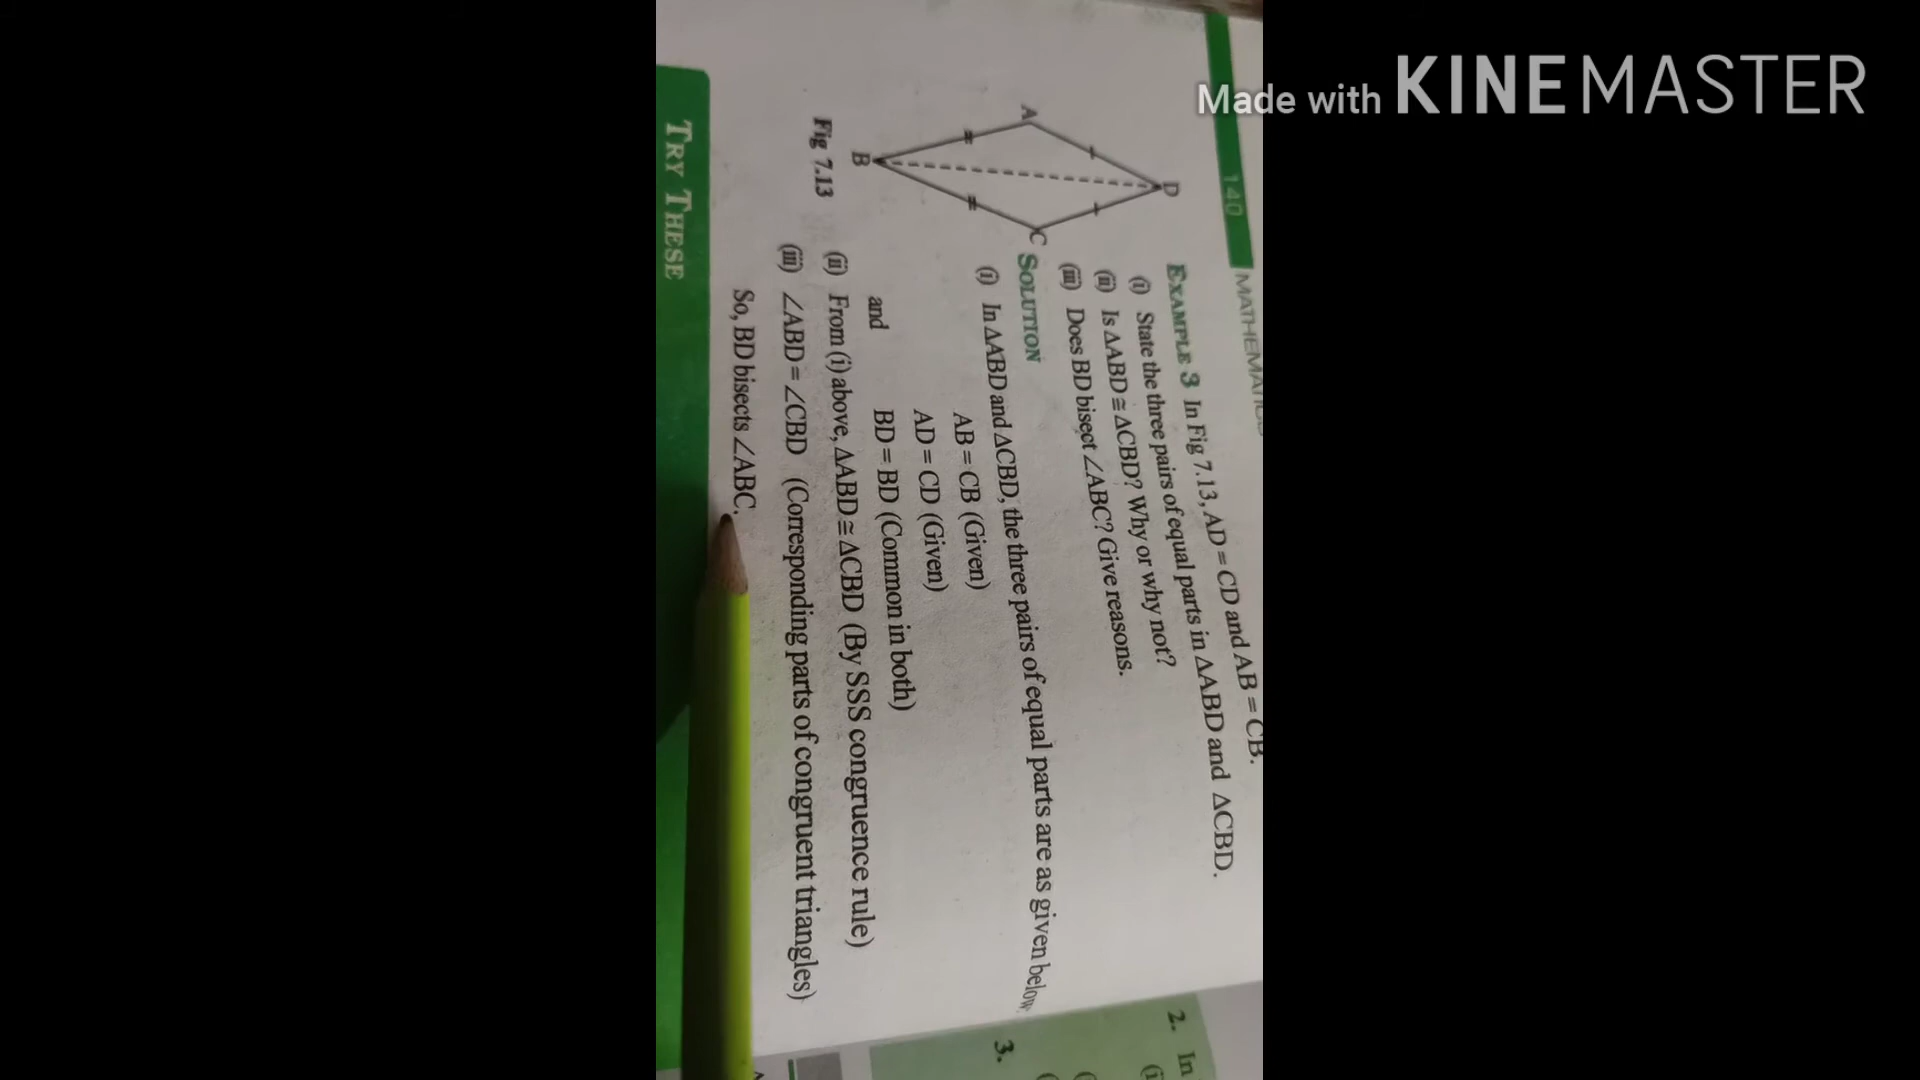 Made with KINEMASTER
140 MATHEMATICS
EXAMPLE 3 In Fig 7.13, AD = CD and AB = CB.
(i) State the three pairs of equal parts in ΔABD and ΔCBD.
(ii) Is ΔABD ≅ ΔCBD? Why or why not?
(iii) Does BD bisect ∠ABC? Give reasons.
D
A
C
B
Fig 7.13
SOLUTION
(i) In ΔABD and ΔCBD, the three pairs of equal parts are as given below
AB = CB (Given)
AD = CD (Given)
and BD = BD (Common in both)
(ii) From (i) above, ΔABD ≅ ΔCBD (By SSS congruence rule)
(iii) ∠ABD = ∠CBD (Corresponding parts of congruent triangles)
So, BD bisects ∠ABC.
TRY THESE
2. In
(i
3.